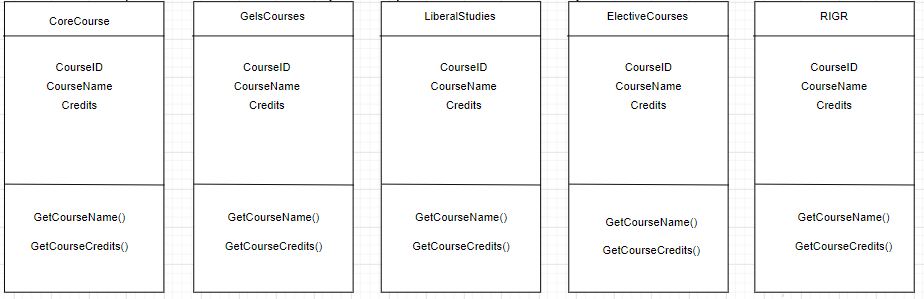 CoreCourse
CourseID
CourseName
Credits
GetCourseName()
GetCourseCredits()
GelsCourses
CourseID
CourseName
Credits
GetCourseName()
GetCourseCredits()
LiberalStudies
CourseID
CourseName
Credits
GetCourseName()
GetCourseCredits()
ElectiveCourses
CourseID
CourseName
Credits
GetCourseName()
GetCourseCredits()
RIGR
CourseID
CourseName
Credits
GetCourseName()
GetCourseCredits()